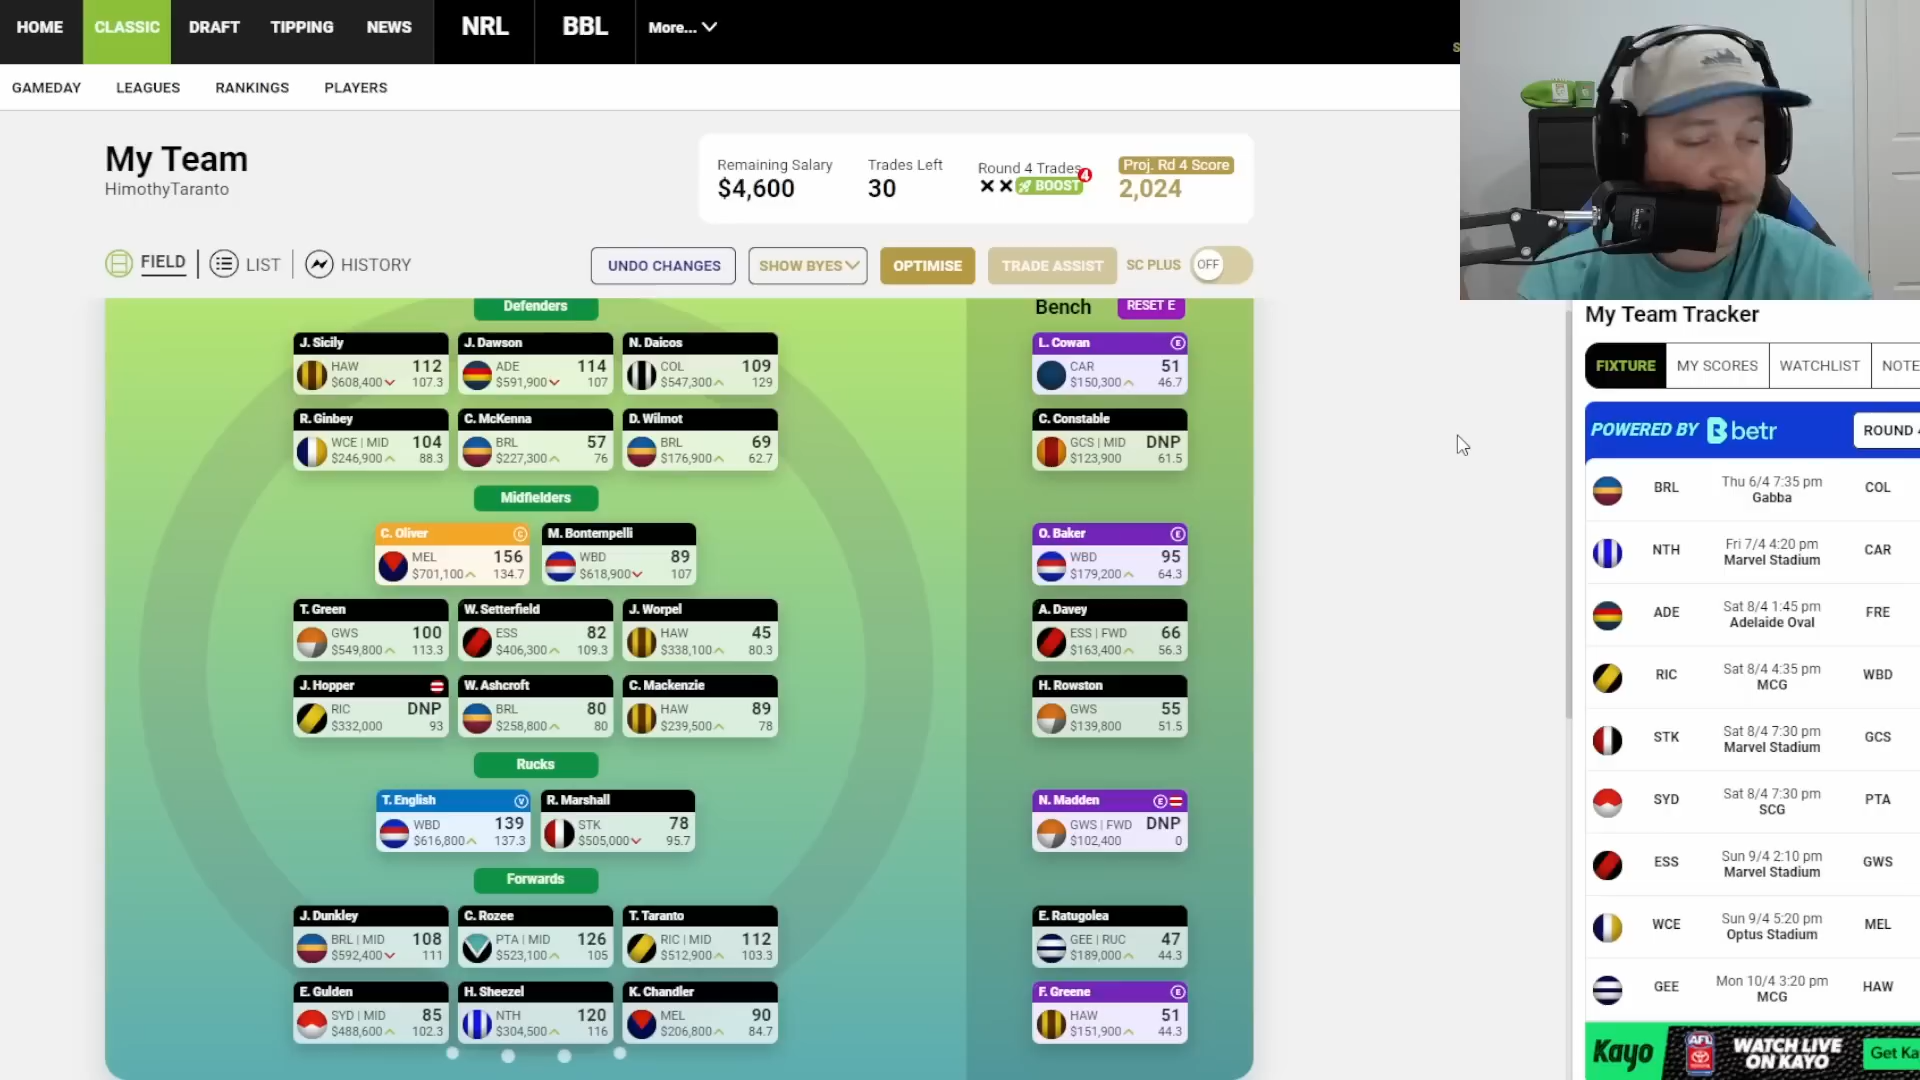 HOME CLASSIC DRAFT TIPPING NEWS NRL BBL More...
GAMEDAY LEAGUES RANKINGS PLAYERS
My Team
HimothyTaranto
Remaining Salary
$4,600
Trades Left
30
Round 4 Trades
BOOST
4
Proj. Rd 4 Score
2,024
FIELD LIST HISTORY
UNDO CHANGES SHOW BYES OPTIMISE TRADE ASSIST SC PLUS OFF
Defenders
Bench RESET E
J. Sicily
HAW 112
$608,400 107.3
J. Dawson
ADE 114
$591,900 107
N. Daicos
COL 109
$547,300 129
L. Cowan E
CAR 51
$150,300 46.7
R. Ginbey
WCE | MID 104
$246,900 88.3
C. McKenna
BRL 57
$227,300 76
D. Wilmot
BRL 69
$176,900 62.7
C. Constable
GCS | MID DNP
$123,900 61.5
Midfielders
C. Oliver C
MEL 156
$701,100 134.7
M. Bontempelli
WBD 89
$618,900 107
O. Baker E
WBD 95
$179,200 64.3
T. Green
GWS 100
$549,800 113.3
W. Setterfield
ESS 82
$406,300 109.3
J. Worpel
HAW 45
$338,100 80.3
A. Davey
ESS | FWD 66
$163,400 56.3
J. Hopper
RIC DNP
$332,000 93
W. Ashcroft
BRL 80
$258,800 80
C. Mackenzie
HAW 89
$239,500 78
H. Rowston
GWS 55
$139,800 51.5
Rucks
T. English V
WBD 139
$616,800 137.3
R. Marshall
STK 78
$505,000 95.7
N. Madden E
GWS | FWD DNP
$102,400 0
Forwards
J. Dunkley
BRL | MID 108
$592,400 111
C. Rozee
PTA | MID 126
$523,100 105
T. Taranto
RIC | MID 112
$512,900 103.3
E. Ratugolea
GEE | RUC 47
$189,000 44.3
E. Gulden
SYD | MID 85
$488,600 102.3
H. Sheezel
NTH 120
$304,500 116
K. Chandler
MEL 90
$206,800 84.7
F. Greene E
HAW 51
$151,900 44.3
My Team Tracker
FIXTURE MY SCORES WATCHLIST NOTE
POWERED BY betr ROUND 4
BRL Thu 6/4 7:35 pm COL
Gabba
NTH Fri 7/4 4:20 pm CAR
Marvel Stadium
ADE Sat 8/4 1:45 pm FRE
Adelaide Oval
RIC Sat 8/4 4:35 pm WBD
MCG
STK Sat 8/4 7:30 pm GCS
Marvel Stadium
SYD Sat 8/4 7:30 pm PTA
SCG
ESS Sun 9/4 2:10 pm GWS
Marvel Stadium
WCE Sun 9/4 5:20 pm MEL
Optus Stadium
GEE Mon 10/4 3:20 pm HAW
MCG
Kayo AFL WATCH LIVE
ON KAYO Get Ka